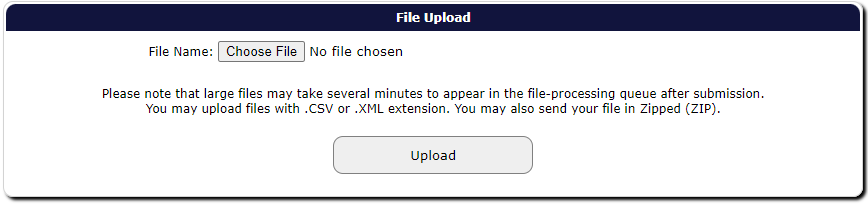 File Upload
File Name: Choose File No file chosen
Please note that large files may take several minutes to appear in the file-processing queue after submission.
You may upload files with .CSV or .XML extension. You may also send your file in Zipped (ZIP).
Upload